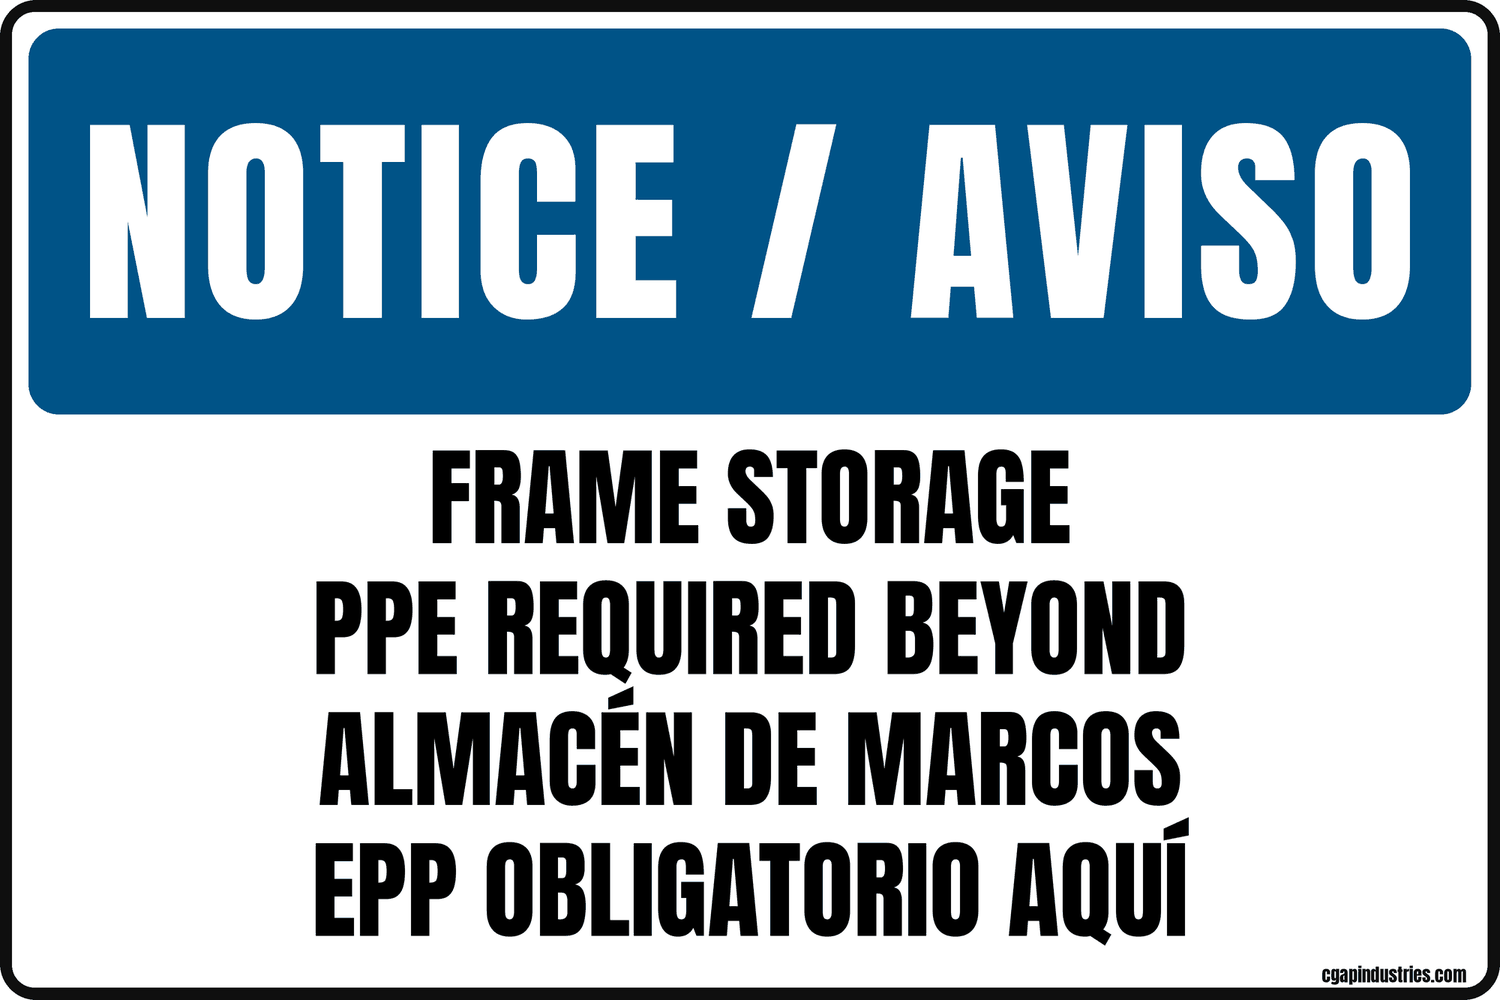 NOTICE / AVISO
FRAME STORAGE
PPE REQUIRED BEYOND
ALMACÉN DE MARCOS
EPP OBLIGATORIO AQUÍ
cgapindustries.com